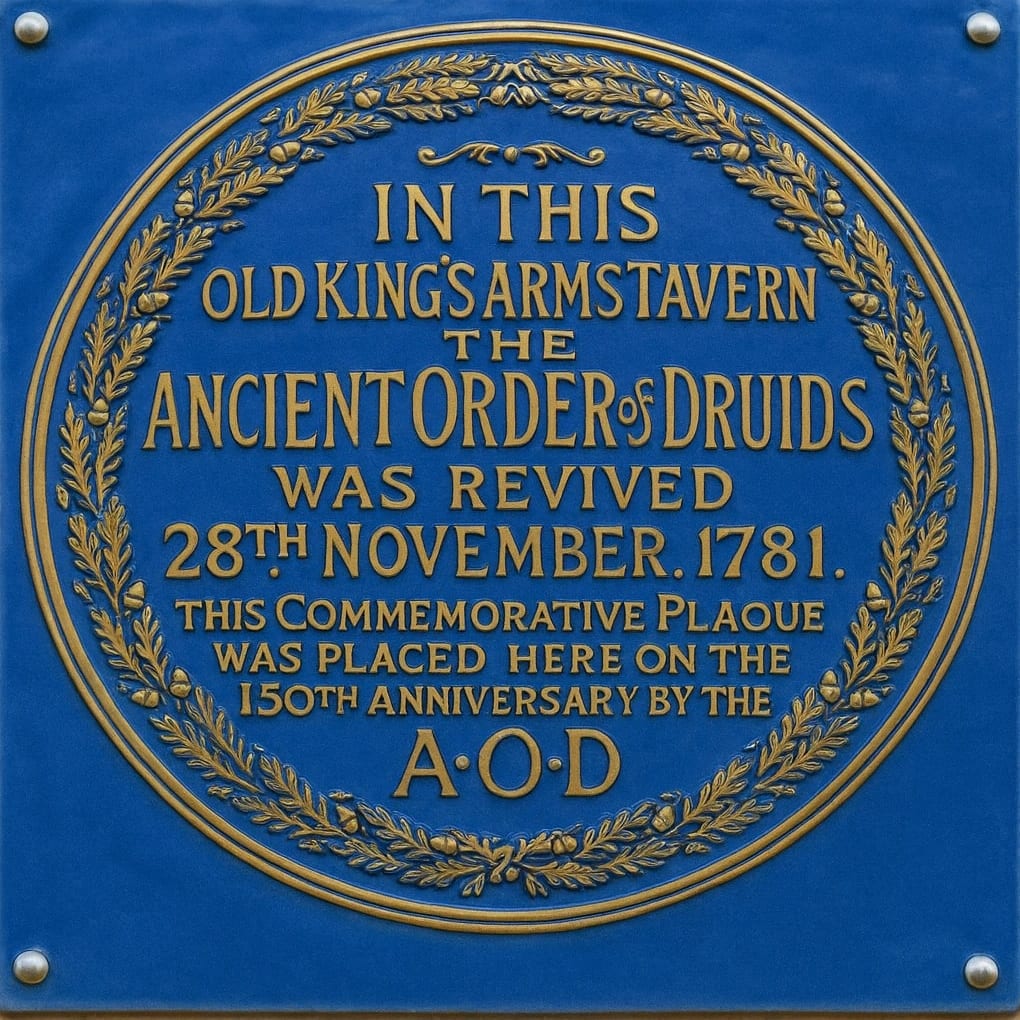 IN THIS
OLD KING'S ARMS TAVERN
THE
ANCIENT ORDER of DRUIDS
WAS REVIVED
28TH NOVEMBER. 1781.
THIS COMMEMORATIVE PLAOUE
WAS PLACED HERE ON THE
150TH ANNIVERSARY BY THE
A·O·D